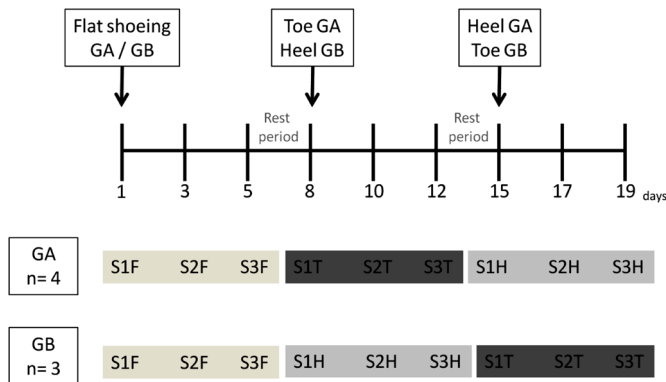 Flat shoeing
GA / GB
Toe GA
Heel GB
Heel GA
Toe GB
Rest
period
Rest
period
1 3 5 8 10 12 15 17 19 days
GA
n= 4
S1F S2F S3F S1T S2T S3T S1H S2H S3H
GB
n= 3
S1F S2F S3F S1H S2H S3H S1T S2T S3T